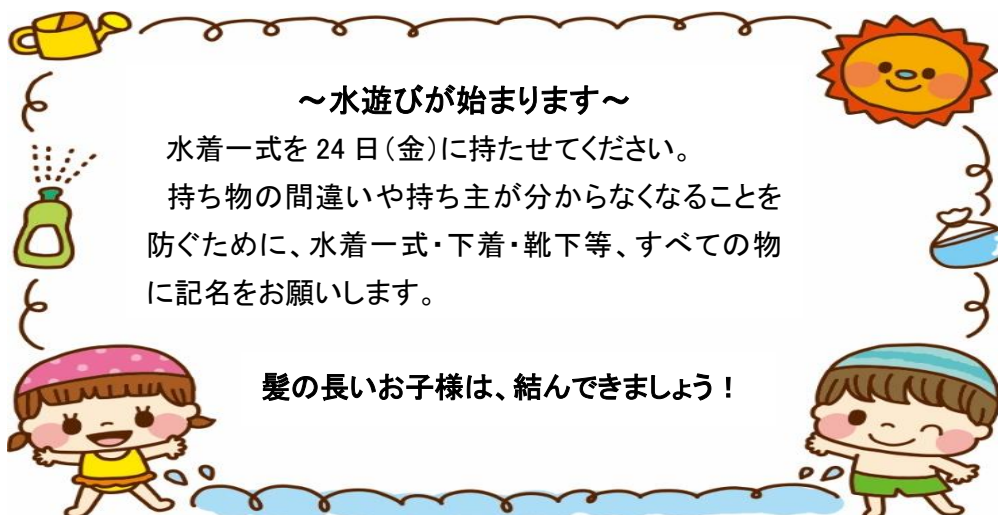 ～水遊びが始まります～
水着一式を 24 日（金）に持たせてください。
持ち物の間違いや持ち主が分からなくなることを
防ぐために、水着一式・下着・靴下等、すべての物
に記名をお願いします。
髪の長いお子様は、結んできましょう！